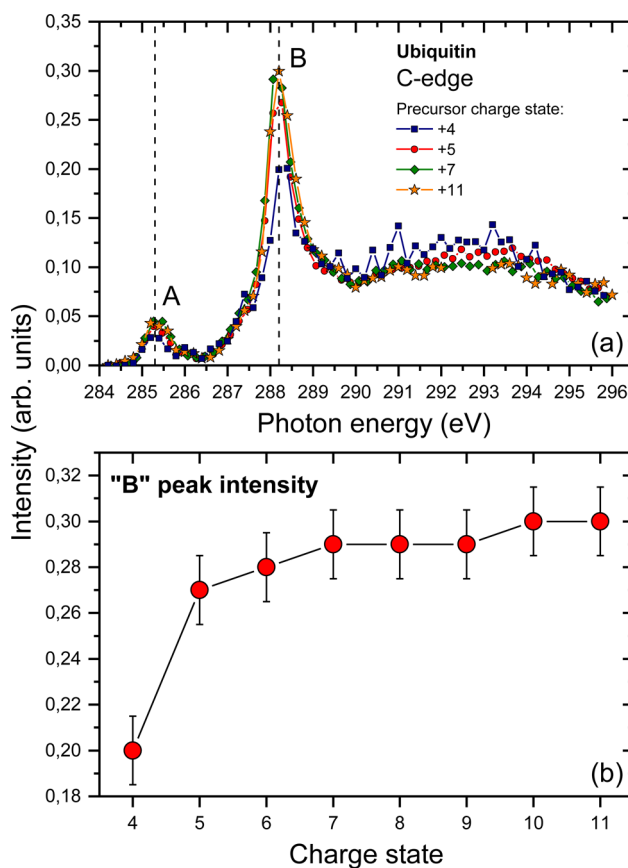 0,35
0,30
0,25
0,20
0,15
0,10
0,05
0,00
A
B
Ubiquitin
C-edge
Precursor charge state:
+4
+5
+7
+11
(a)
284 285 286 287 288 289 290 291 292 293 294 295 296
Photon energy (eV)
Intensity (arb. units)
"B" peak intensity
0,32
0,30
0,28
0,26
0,24
0,22
0,20
0,18
(b)
4 5 6 7 8 9 10 11
Charge state